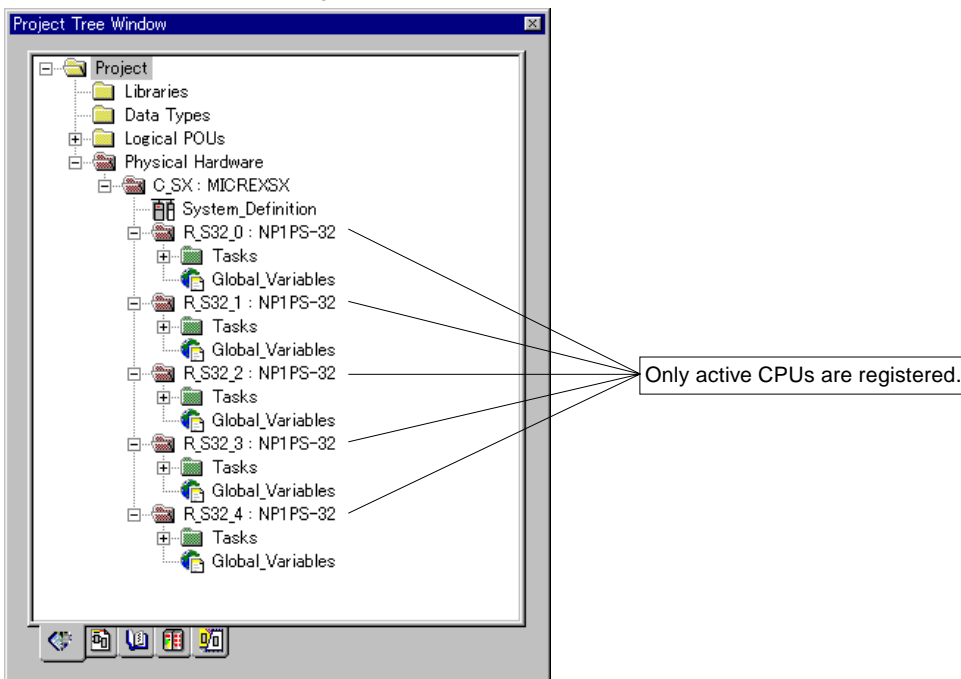 Project Tree Window
Project
Libraries
Data Types
Logical POUs
Physical Hardware
C_SX : MICREXSX
System_Definition
R_S32_0 : NP1PS-32
Tasks
Global_Variables
R_S32_1 : NP1PS-32
Tasks
Global_Variables
R_S32_2 : NP1PS-32
Tasks
Global_Variables
R_S32_3 : NP1PS-32
Tasks
Global_Variables
R_S32_4 : NP1PS-32
Tasks
Global_Variables
Only active CPUs are registered.